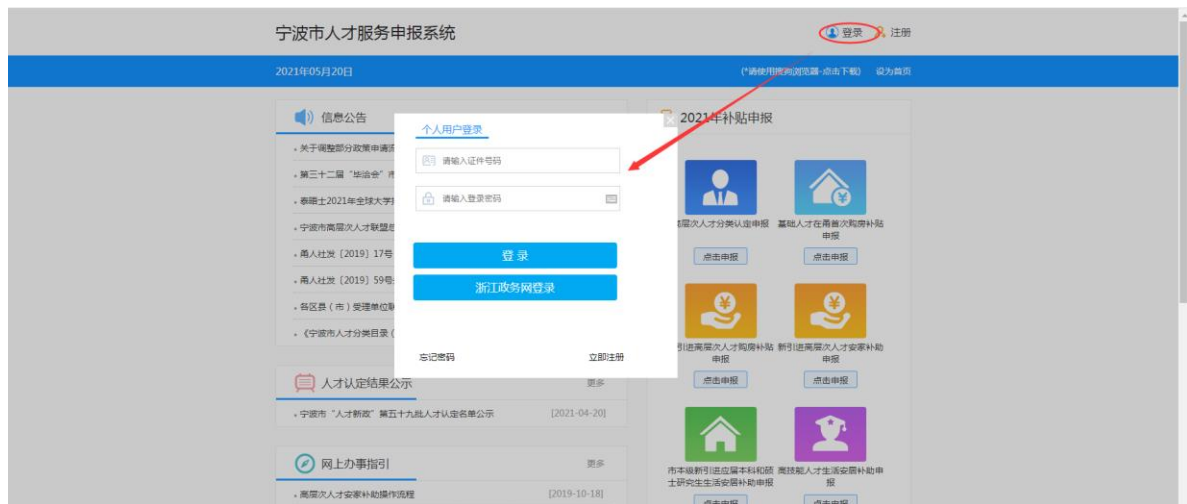 宁波市人才服务申报系统
登录 注册
2021年05月20日
(*请使用搜狗浏览器-点击下载) 设为首页
信息公告
关于调整部分政策申请
第三十二届“毕洽会”
泰晤士2021年全球大学
宁波市高层次人才联盟
甬人社发〔2019〕17号
甬人社发〔2019〕59号
各区县(市)受理单位
《宁波市人才分类目录(
个人用户登录
请输入证件号码
请输入登录密码
登 录
浙江政务网登录
忘记密码 立即注册
2021年补贴申报
层次人才分类认定申报
点击申报
基础人才在甬首次购房补贴
申报
点击申报
引进高层次人才购房补贴
申报
点击申报
新引进高层次人才安家补助
申报
点击申报
市本级新引进应届本科和硕
士研究生生活安居补助申报
点击申报
高技能人才生活安居补助申
报
点击申报
人才认定结果公示 更多
宁波市“人才新政”第五十九批人才认定名单公示 [2021-04-20]
网上办事指引 更多
高层次人才安家补助操作流程 [2019-10-18]